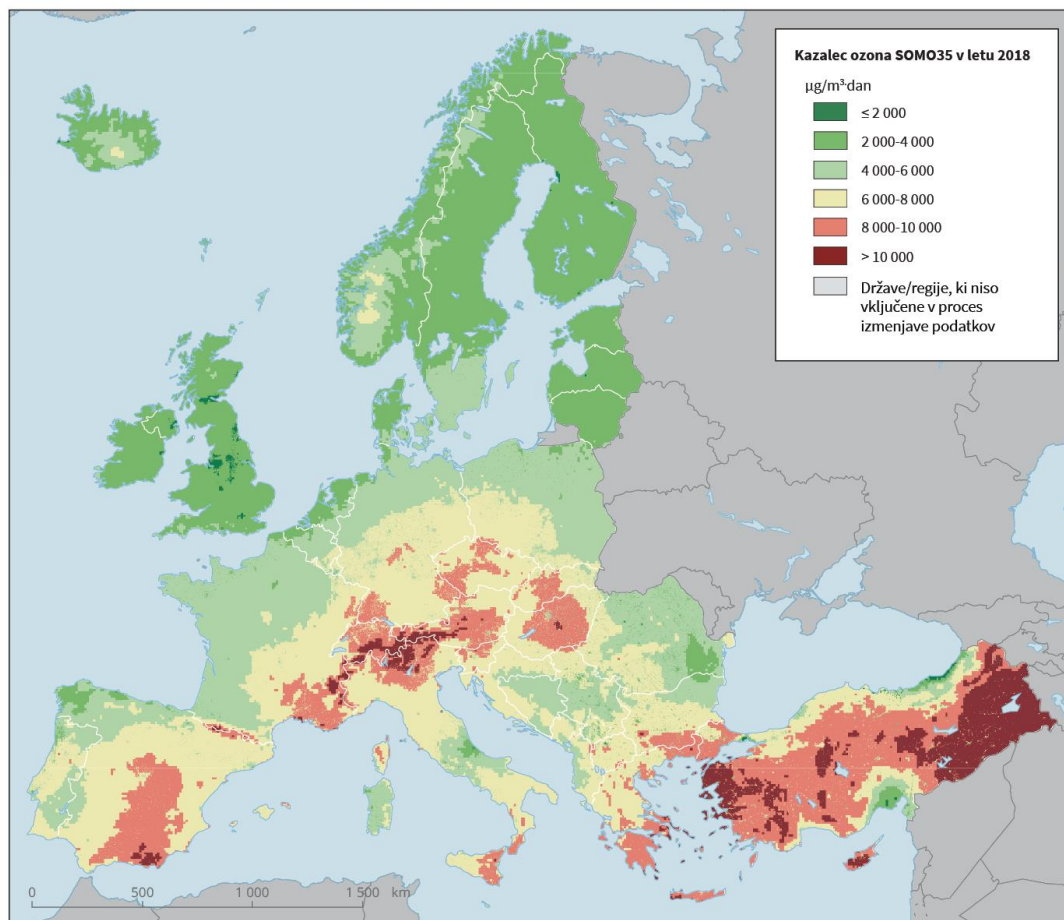 Kazalec ozona SOMO35 v letu 2018
µg/m³·dan
≤ 2 000
2 000-4 000
4 000-6 000
6 000-8 000
8 000-10 000
> 10 000
Države/regije, ki niso
vključene v proces
izmenjave podatkov
0 500 1 000 1 500 km